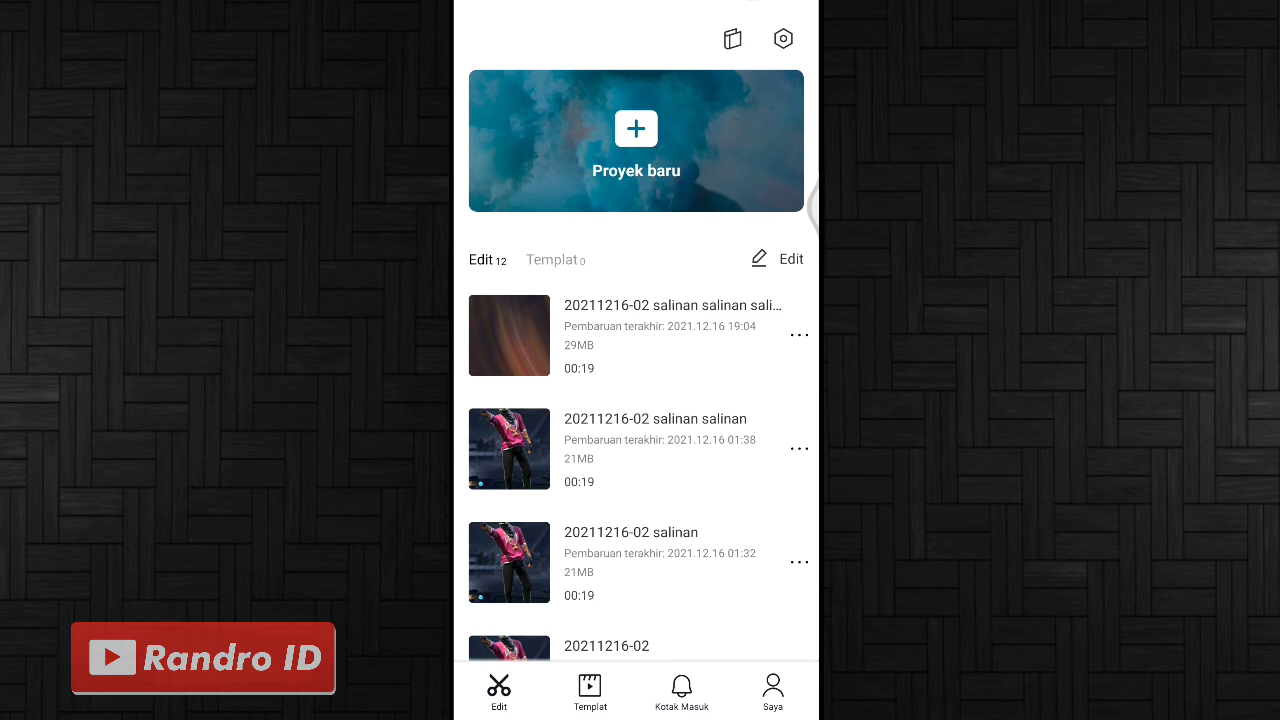 Proyek baru
Edit 12
Templat 0
Edit
20211216-02 salinan salinan sali...
Pembaruan terakhir: 2021.12.16 19:04
29MB
00:19
20211216-02 salinan salinan
Pembaruan terakhir: 2021.12.16 01:38
21MB
00:19
20211216-02 salinan
Pembaruan terakhir: 2021.12.16 01:32
21MB
00:19
20211216-02
Randro ID
Edit
Templat
Kotak Masuk
Saya